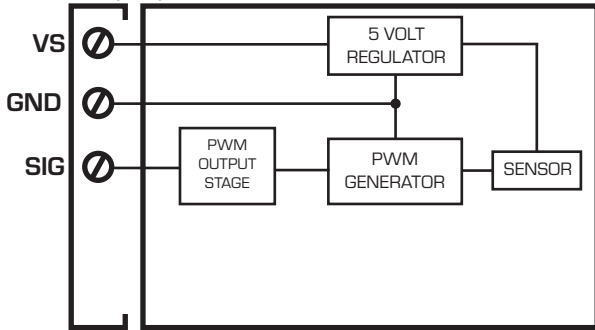 VS
5 VOLT
REGULATOR
GND
SIG
PWM
OUTPUT
STAGE
PWM
GENERATOR
SENSOR